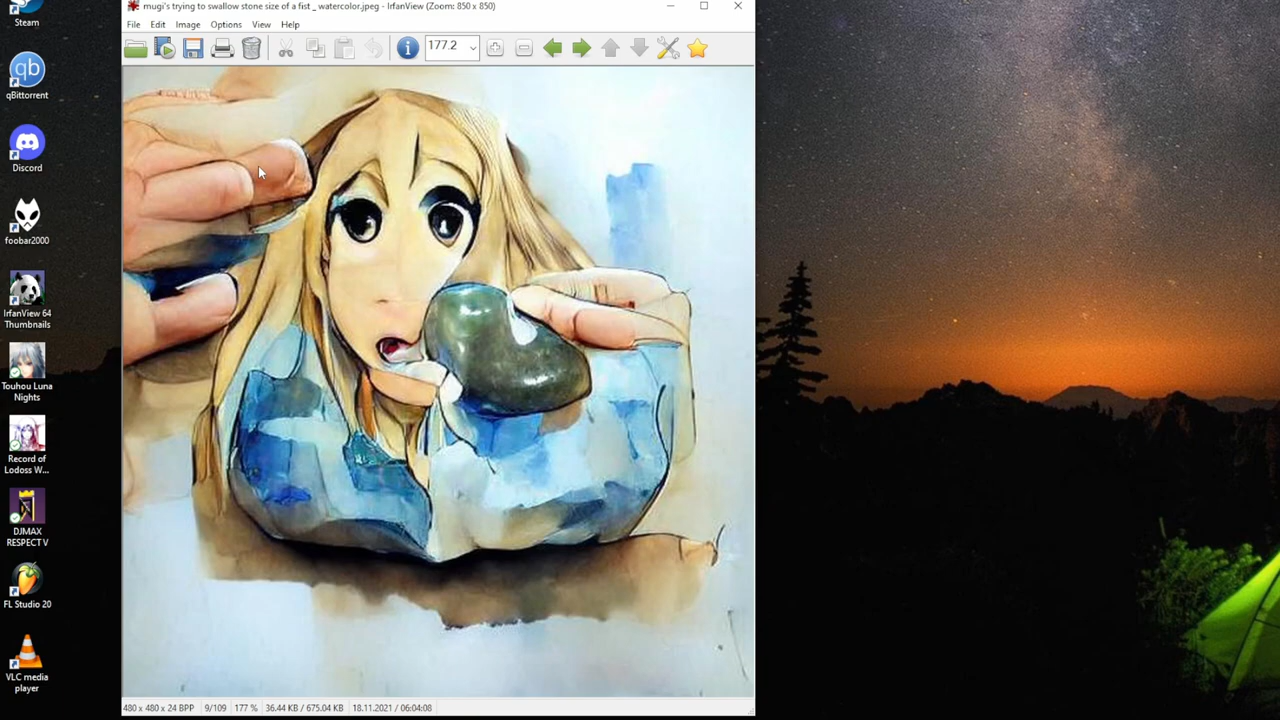 mugi's trying to swallow stone size of a fist _ watercolor.jpeg - IrfanView (Zoom: 850 x 850)
File Edit Image Options View Help
177.2
Steam
qb
qBittorrent
Discord
foobar2000
IrfanView 64
Thumbnails
Touhou Luna
Nights
Record of
Lodoss W...
DJMAX
RESPECT V
FL Studio 20
VLC media
player
480 x 480 x 24 BPP 9/109 177 % 36.44 KB / 675.04 KB 18.11.2021 / 06:04:08